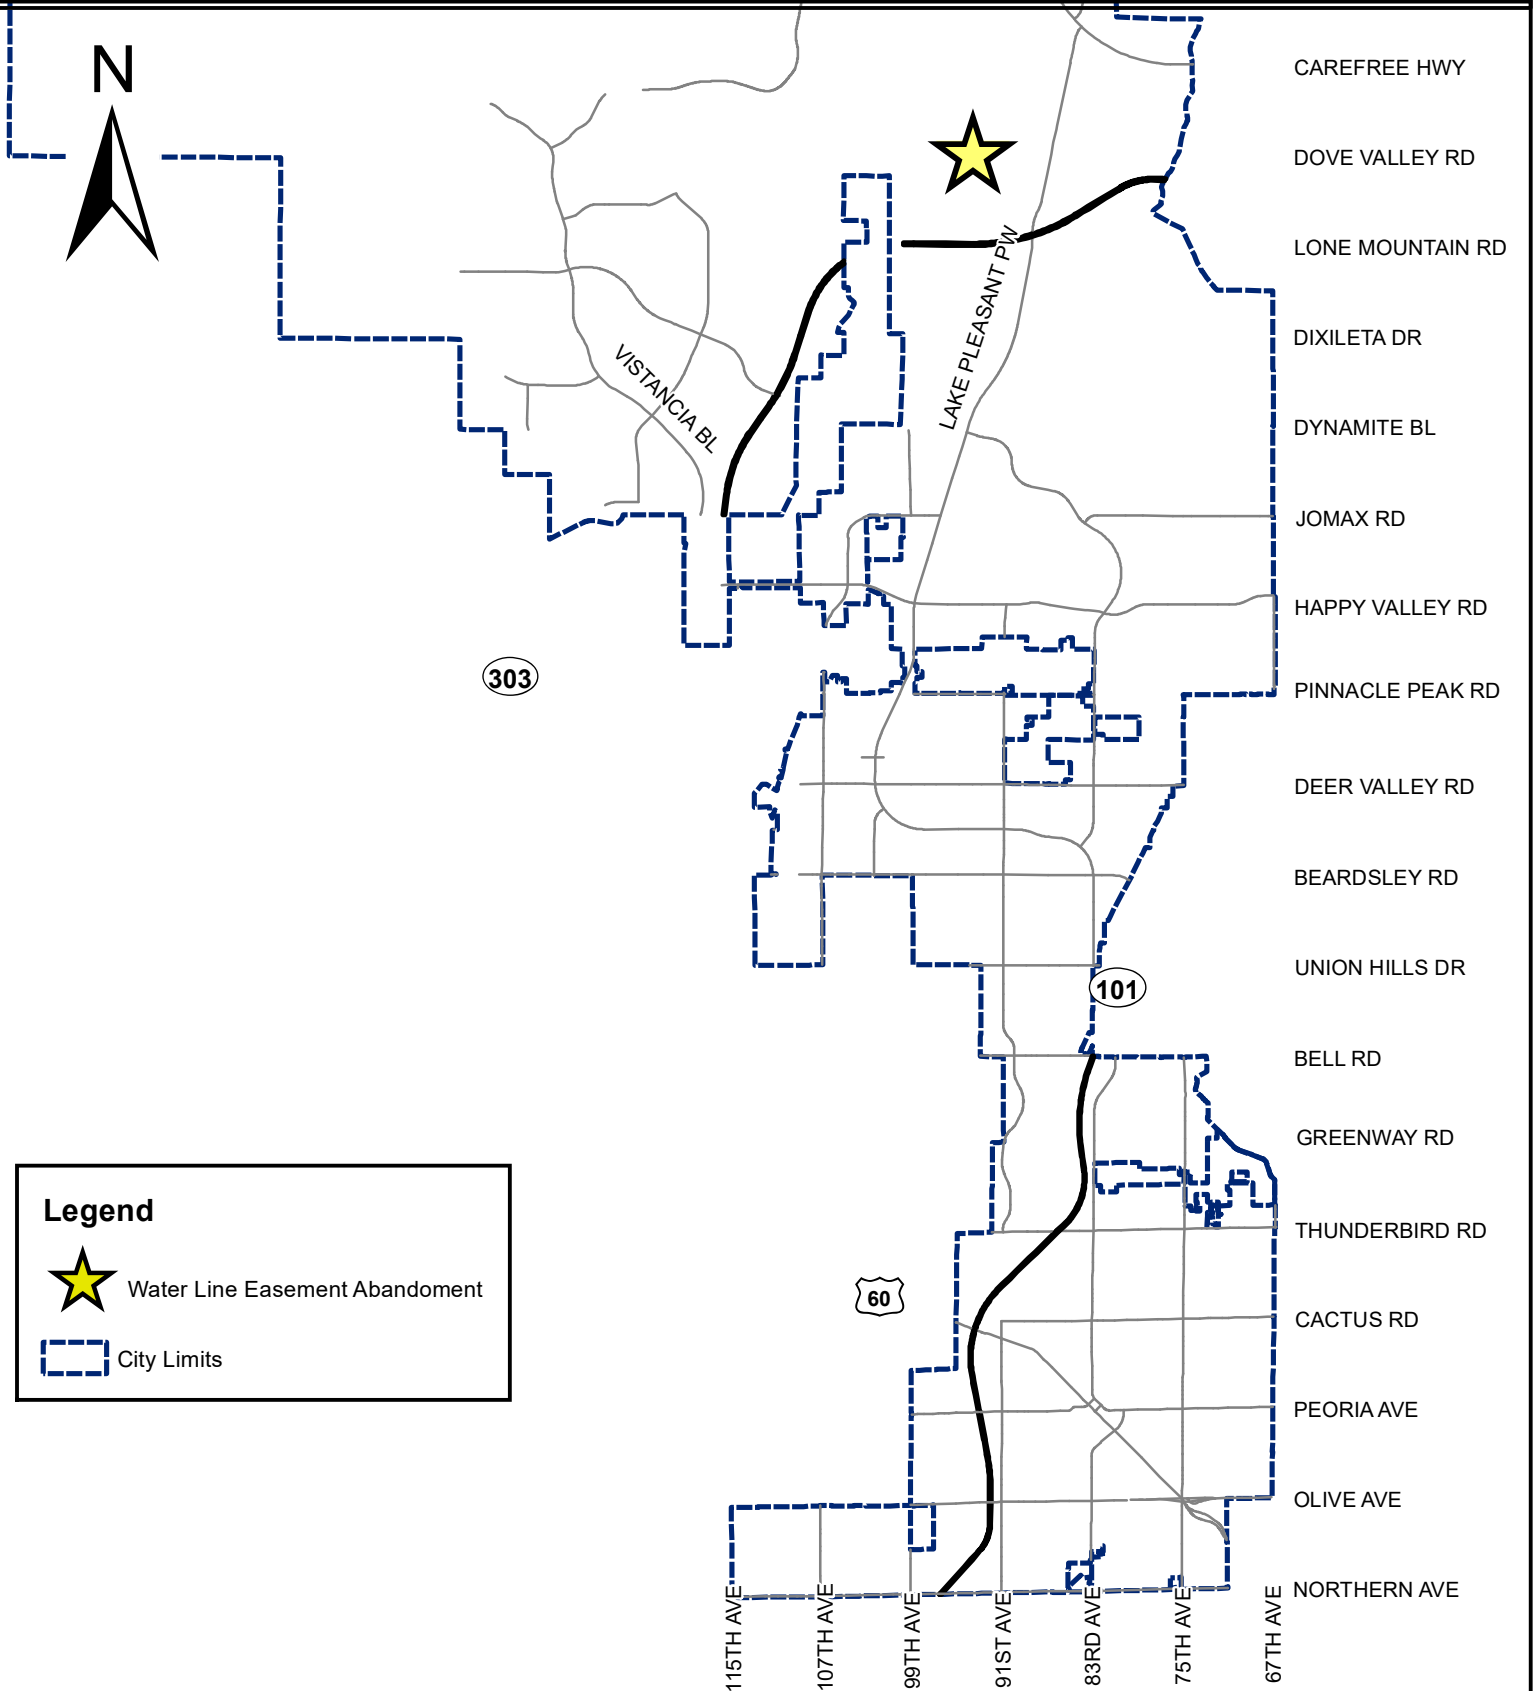 N
CAREFREE HWY
DOVE VALLEY RD
LONE MOUNTAIN RD
LAKE PLEASANT PW
DIXILETA DR
VISTANCIA BL
DYNAMITE BL
JOMAX RD
HAPPY VALLEY RD
303
PINNACLE PEAK RD
DEER VALLEY RD
BEARDSLEY RD
UNION HILLS DR
101
BELL RD
GREENWAY RD
THUNDERBIRD RD
60
CACTUS RD
PEORIA AVE
OLIVE AVE
NORTHERN AVE
Legend
Water Line Easement Abandoment
City Limits
115TH AVE
107TH AVE
99TH AVE
91ST AVE
83RD AVE
75TH AVE
67TH AVE